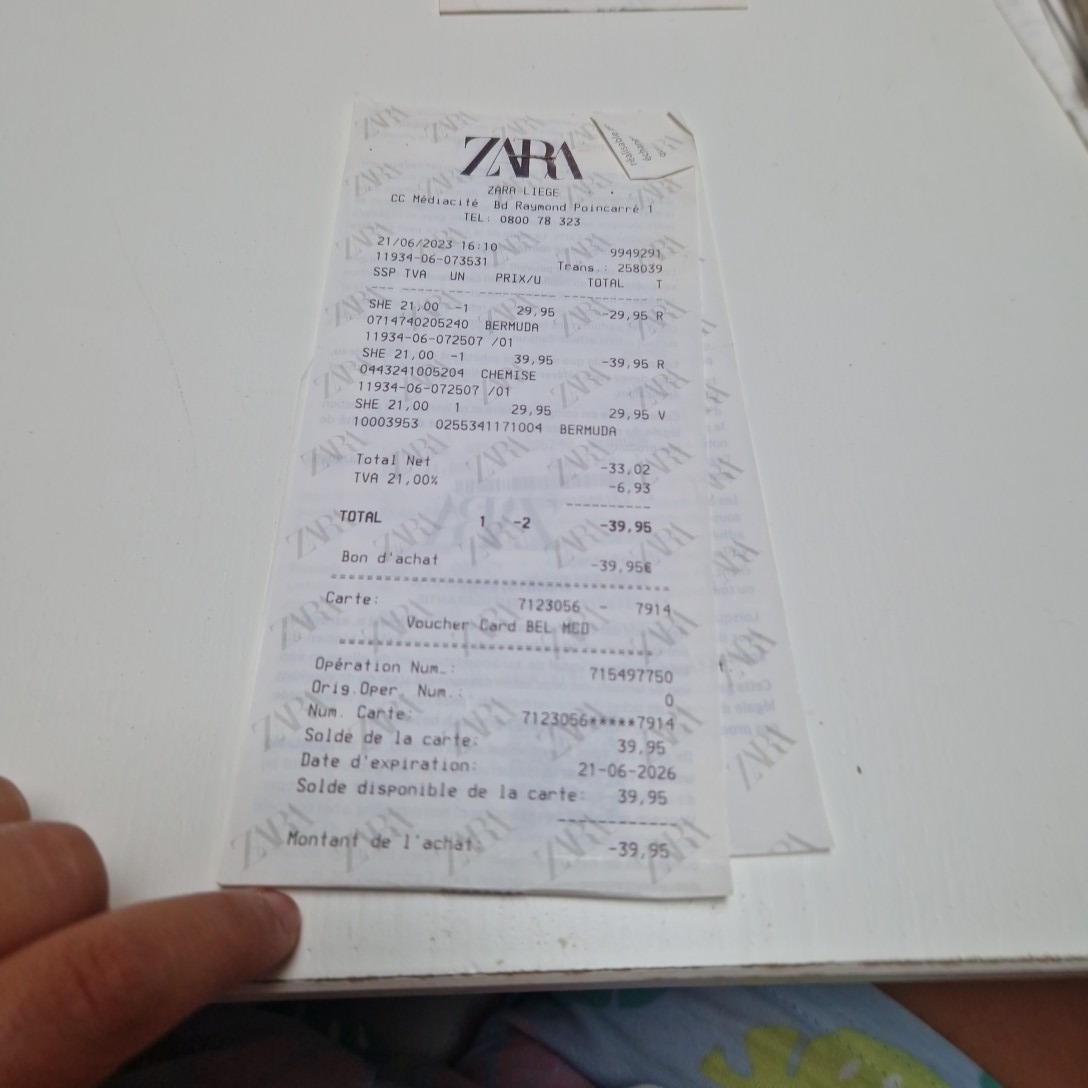 ZARA
ZARA LIEGE
CC Médiacité Bd Raymond Poincarré 1
TEL: 0800 78 323
21/06/2023 16:10 9949291
11934-06-073531 Trans.: 258039
SSP TVA UN PRIX/U TOTAL T
SHE 21,00 -1 29,95 -29,95 R
0714740205240 BERMUDA
11934-06-072507 /01
SHE 21,00 -1 39,95 -39,95 R
0443241005204 CHEMISE
11934-06-072507 /01
SHE 21,00 1 29,95 29,95 V
10003953 0255341171004 BERMUDA
Total Net -33,02
TVA 21,00% -6,93
TOTAL 1 -2 -39,95
Bon d'achat -39,95€
Carte: 7123056 - 7914
Voucher Card BEL MCD
Opération Num.: 715497750
Orig.Oper. Num.: 0
Num. Carte: 7123056*****7914
Solde de la carte: 39,95
Date d'expiration: 21-06-2026
Solde disponible de la carte: 39,95
Montant de l'achat: -39,95